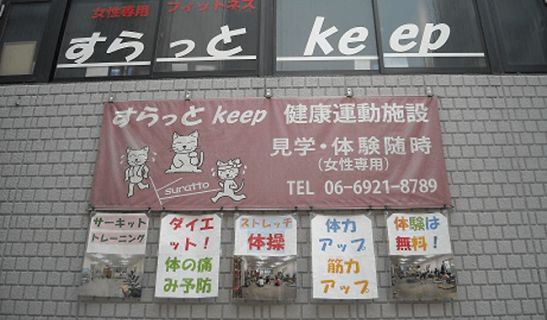 女性専用 フィットネス
すらっと keep
すらっと keep 健康運動施設
見学・体験随時
(女性専用)
suratto
TEL 06-6921-8789
サーキット
トレーニング
ダイエ
ット!
体の痛
み予防
ストレッチ
体操
体力
アップ
筋力
アップ
体験は
無料!